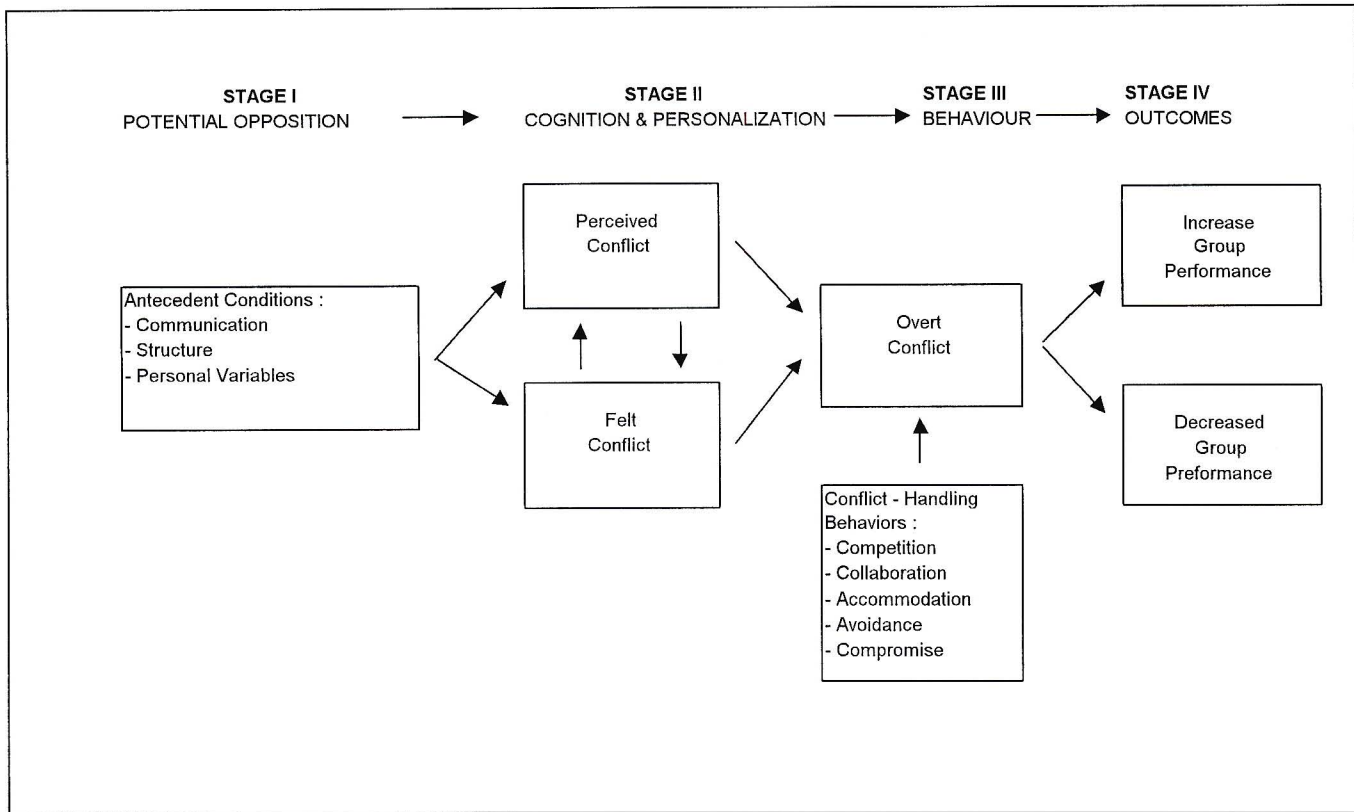 STAGE I
POTENTIAL OPPOSITION
STAGE II
COGNITION & PERSONALIZATION
STAGE III
BEHAVIOUR
STAGE IV
OUTCOMES
Antecedent Conditions :
- Communication
- Structure
- Personal Variables
Perceived
Conflict
Felt
Conflict
Overt
Conflict
Conflict - Handling
Behaviors :
- Competition
- Collaboration
- Accommodation
- Avoidance
- Compromise
Increase
Group
Performance
Decreased
Group
Preformance